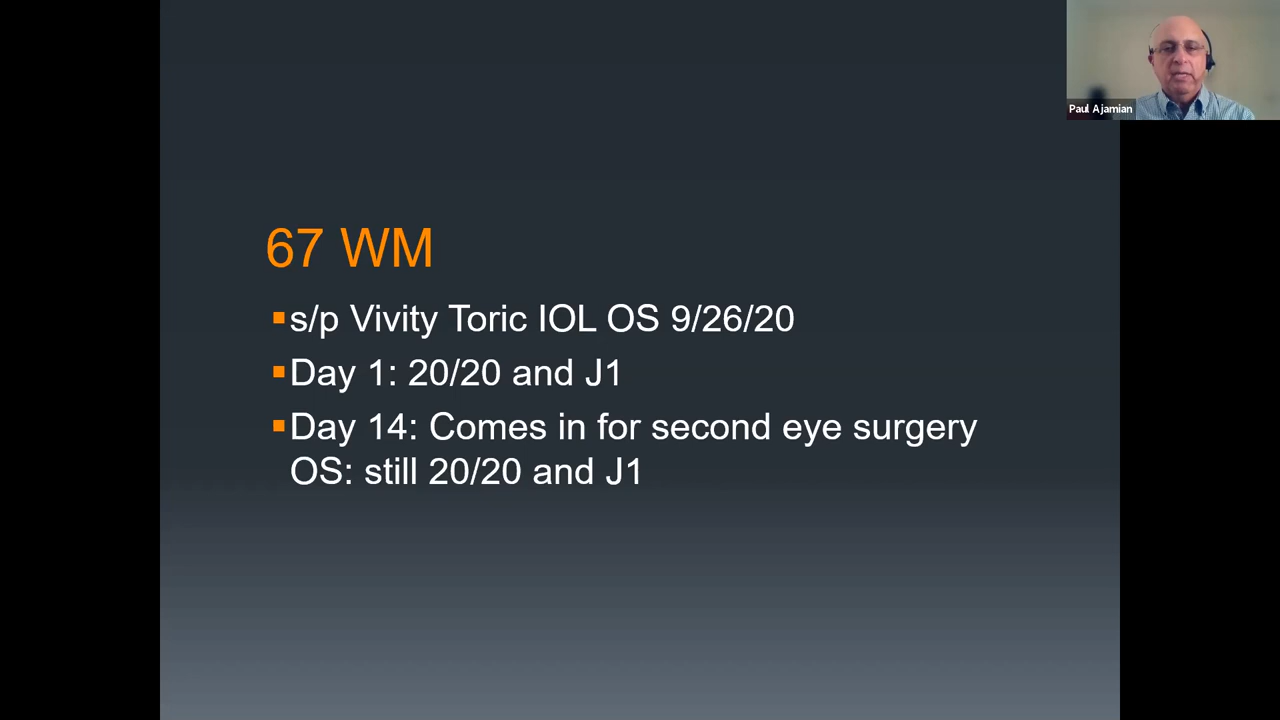 Paul Ajamian
67 WM
s/p Vivity Toric IOL OS 9/26/20
Day 1: 20/20 and J1
Day 14: Comes in for second eye surgery
OS: still 20/20 and J1